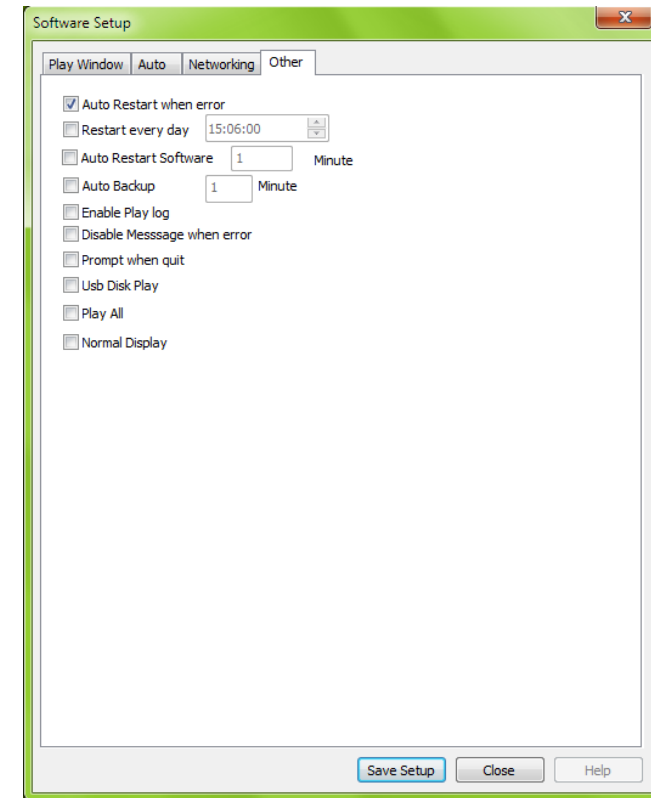 Software Setup
Play Window Auto Networking Other
Auto Restart when error
Restart every day 15:06:00
Auto Restart Software 1 Minute
Auto Backup 1 Minute
Enable Play log
Disable Messsage when error
Prompt when quit
Usb Disk Play
Play All
Normal Display
Save Setup Close Help